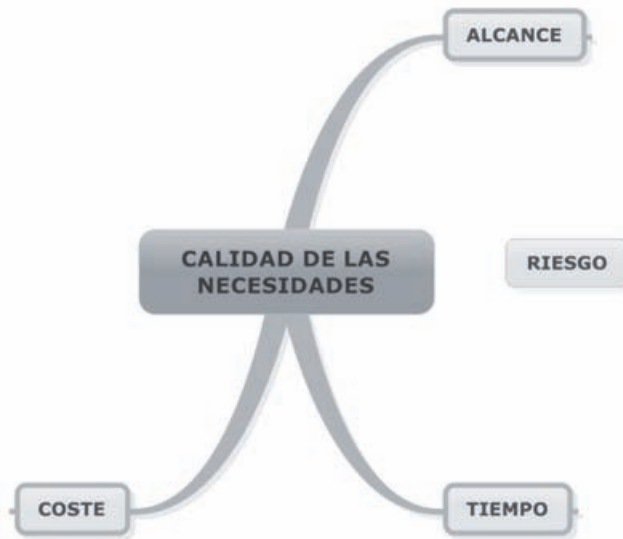 ALCANCE
CALIDAD DE LAS
NECESIDADES
RIESGO
COSTE
TIEMPO